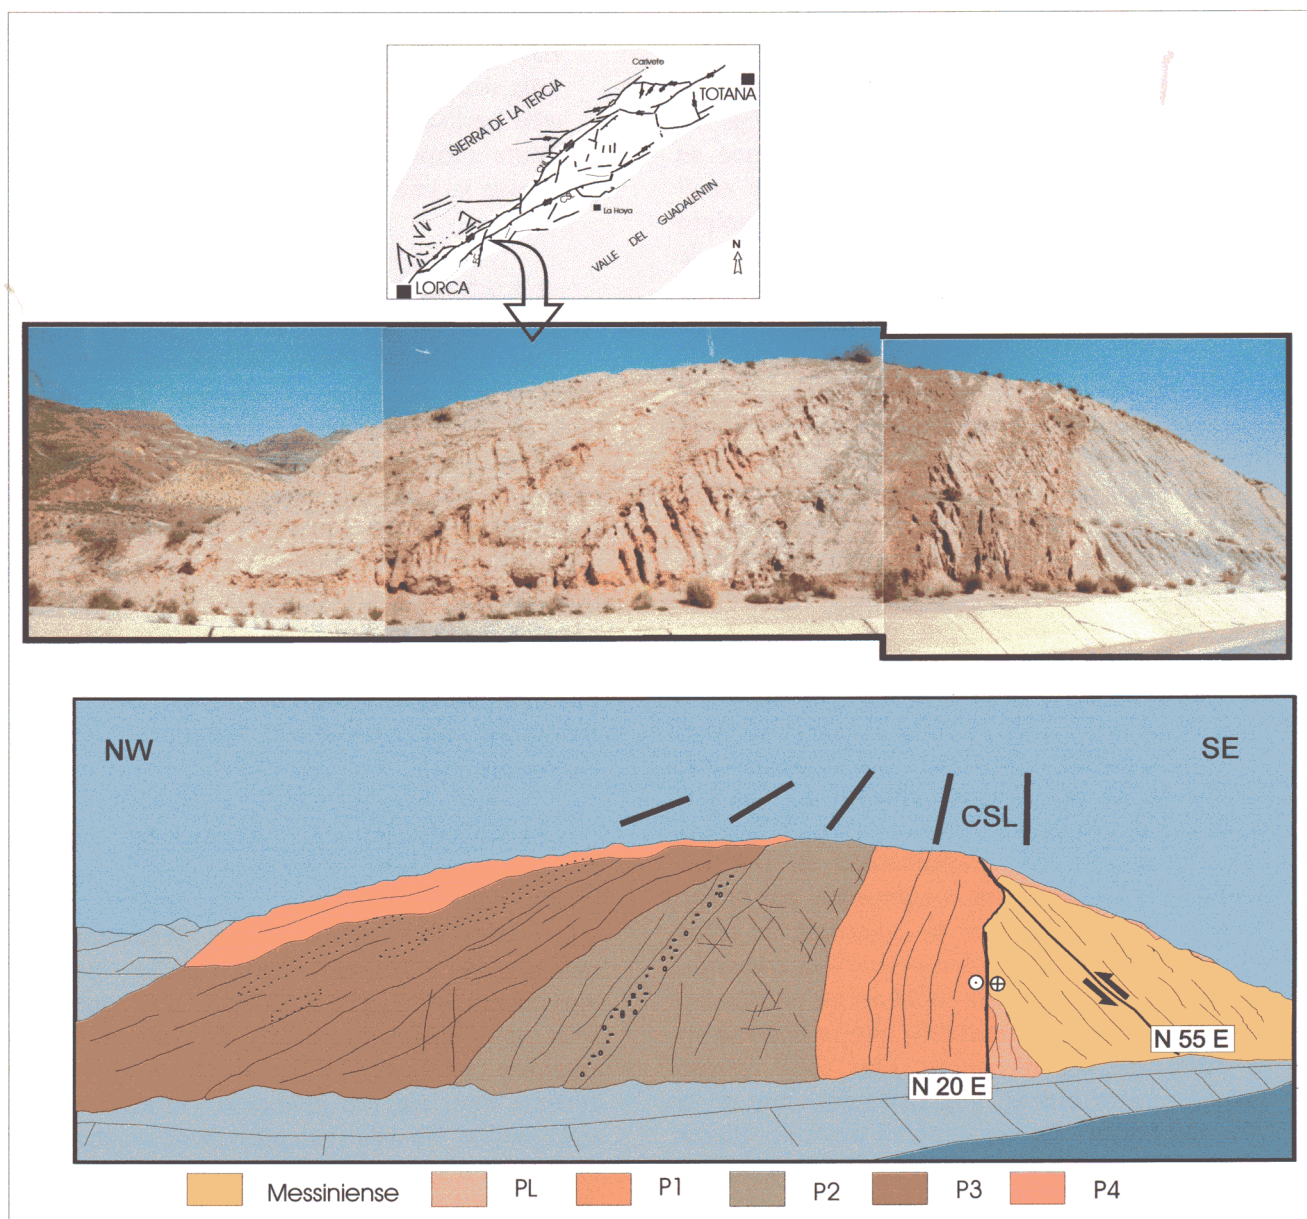 Carivete
TOTANA
SIERRA DE LA TERCIA
CSL
La Hoya
VALLE DEL GUADALENTIN
N
LORCA
NW
SE
CSL
N 55 E
N 20 E
Messiniense
PL
P1
P2
P3
P4